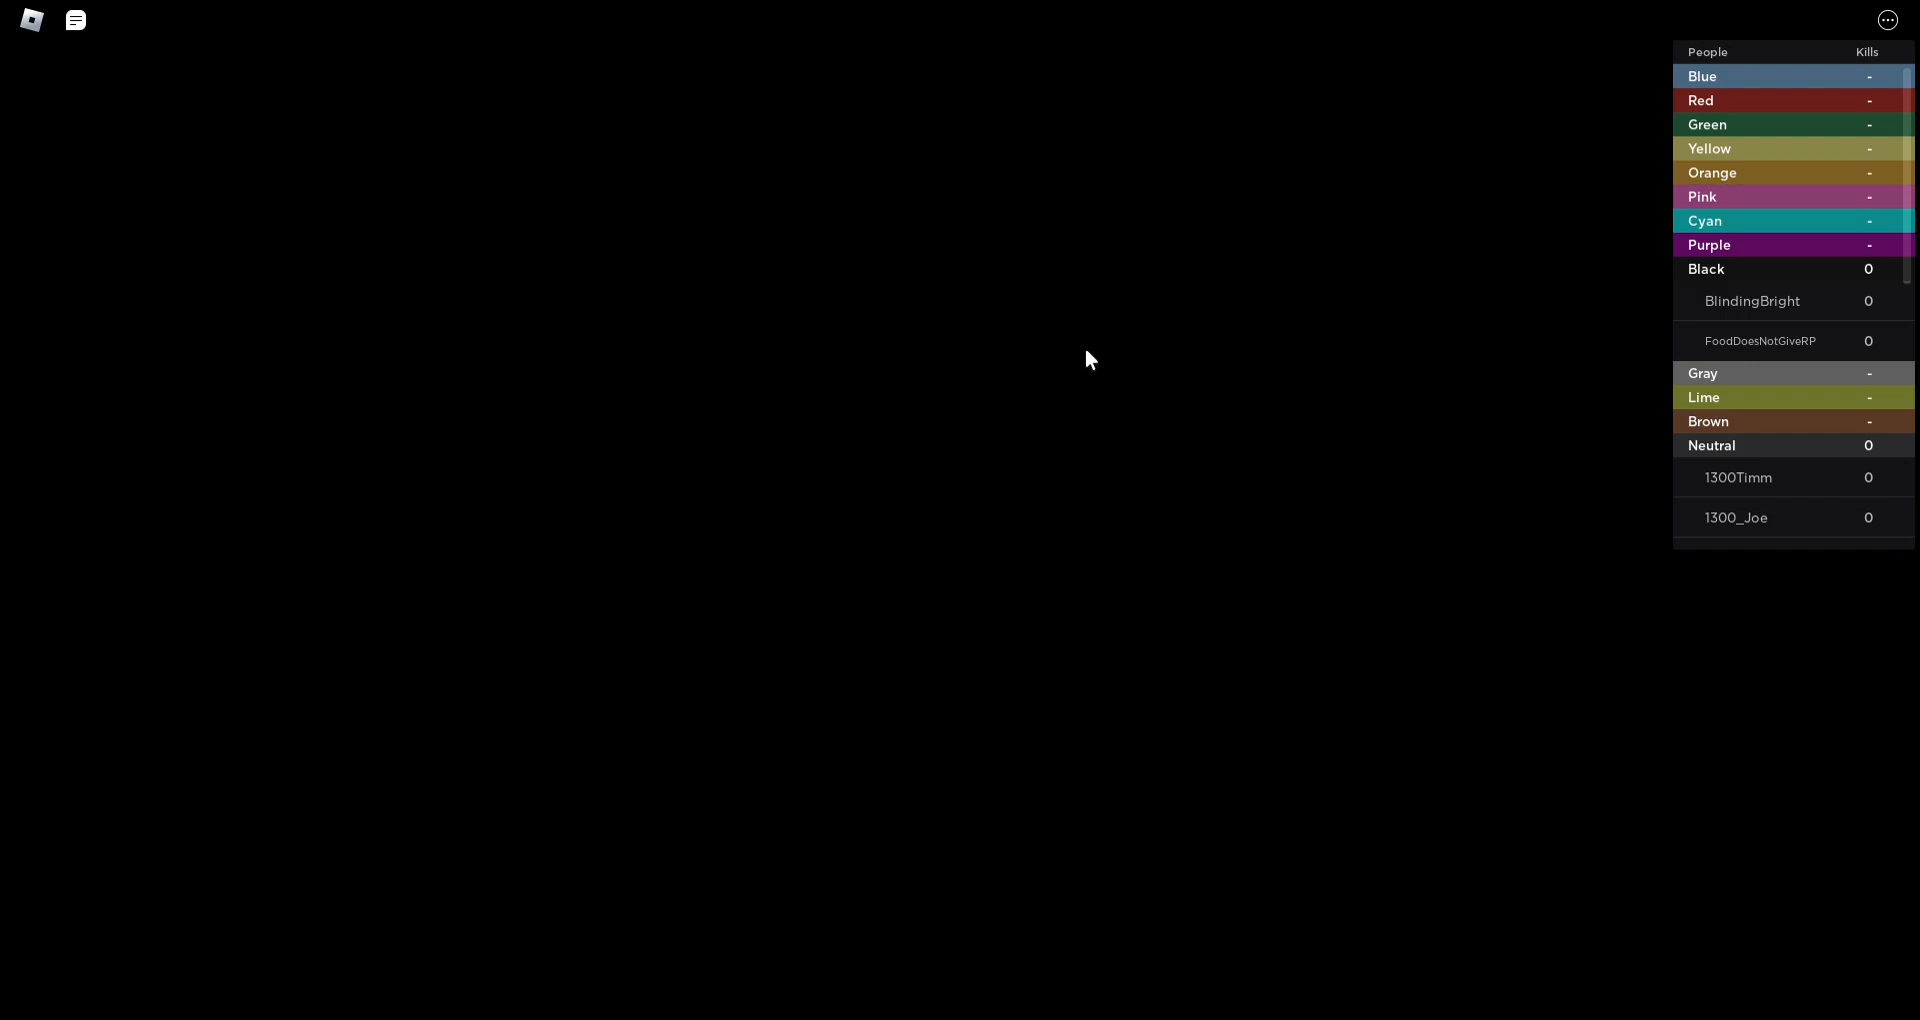 People Kills
Blue -
Red -
Green -
Yellow -
Orange -
Pink -
Cyan -
Purple -
Black 0
BlindingBright 0
FoodDoesNotGiveRP 0
Gray -
Lime -
Brown -
Neutral 0
1300Timm 0
1300_Joe 0